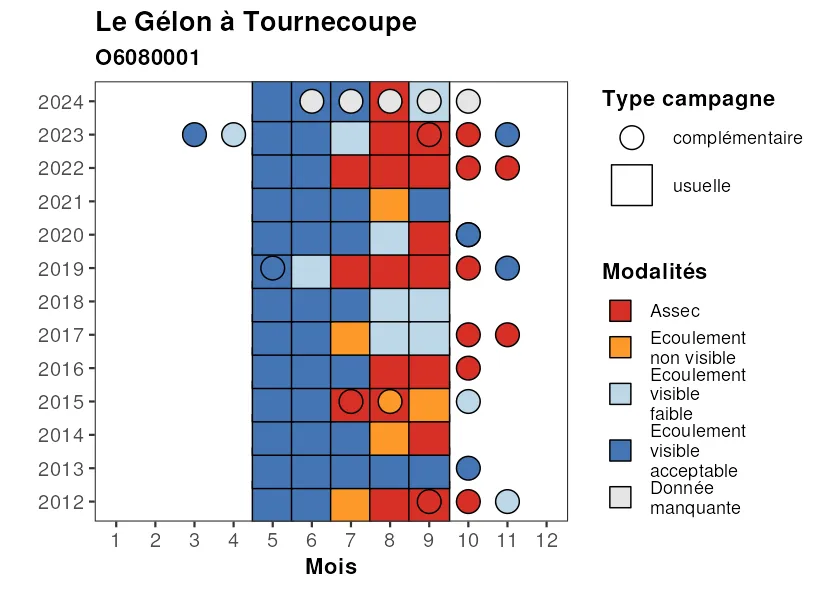 Le Gélon à Tournecoupe
O6080001
2024
2023
2022
2021
2020
2019
2018
2017
2016
2015
2014
2013
2012
1 2 3 4 5 6 7 8 9 10 11 12
Mois
Type campagne
complémentaire
usuelle
Modalités
Assec
Ecoulement
non visible
Ecoulement
visible
faible
Ecoulement
visible
acceptable
Donnée
manquante